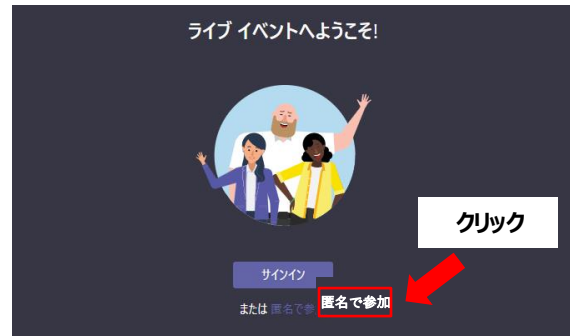 ライブ イベントへようこそ!
クリック
サインイン
または 匿名で参
匿名で参加